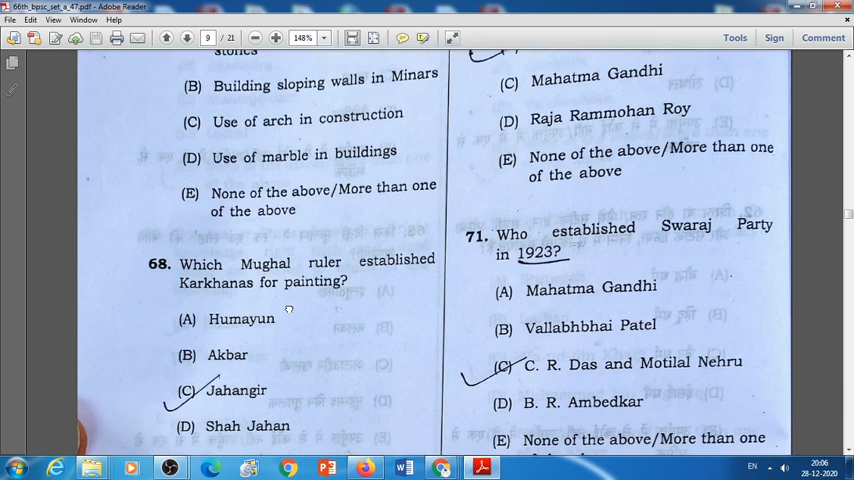 66th_bpsc_set_a_47.pdf - Adobe Reader
File Edit View Window Help
9 / 21
148%
Tools Sign Comment
stories
(B) Building sloping walls in Minars
(C) Use of arch in construction
(D) Use of marble in buildings
(E) None of the above/More than one
of the above
68. Which Mughal ruler established
Karkhanas for painting?
(A) Humayun
(B) Akbar
(C) Jahangir
(D) Shah Jahan
(C) Mahatma Gandhi
(D) Raja Rammohan Roy
(E) None of the above/More than one
of the above
71. Who established Swaraj Party
in 1923?
(A) Mahatma Gandhi
(B) Vallabhbhai Patel
(C) C. R. Das and Motilal Nehru
(D) B. R. Ambedkar
(E) None of the above/More than one
EN
20:06
28-12-2020